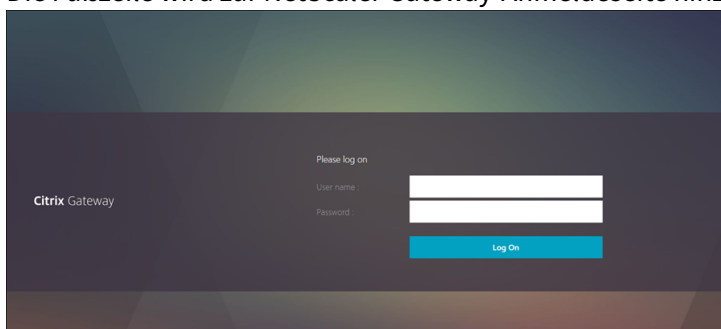 Please log on
User name :
Citrix Gateway
Password :
Log On